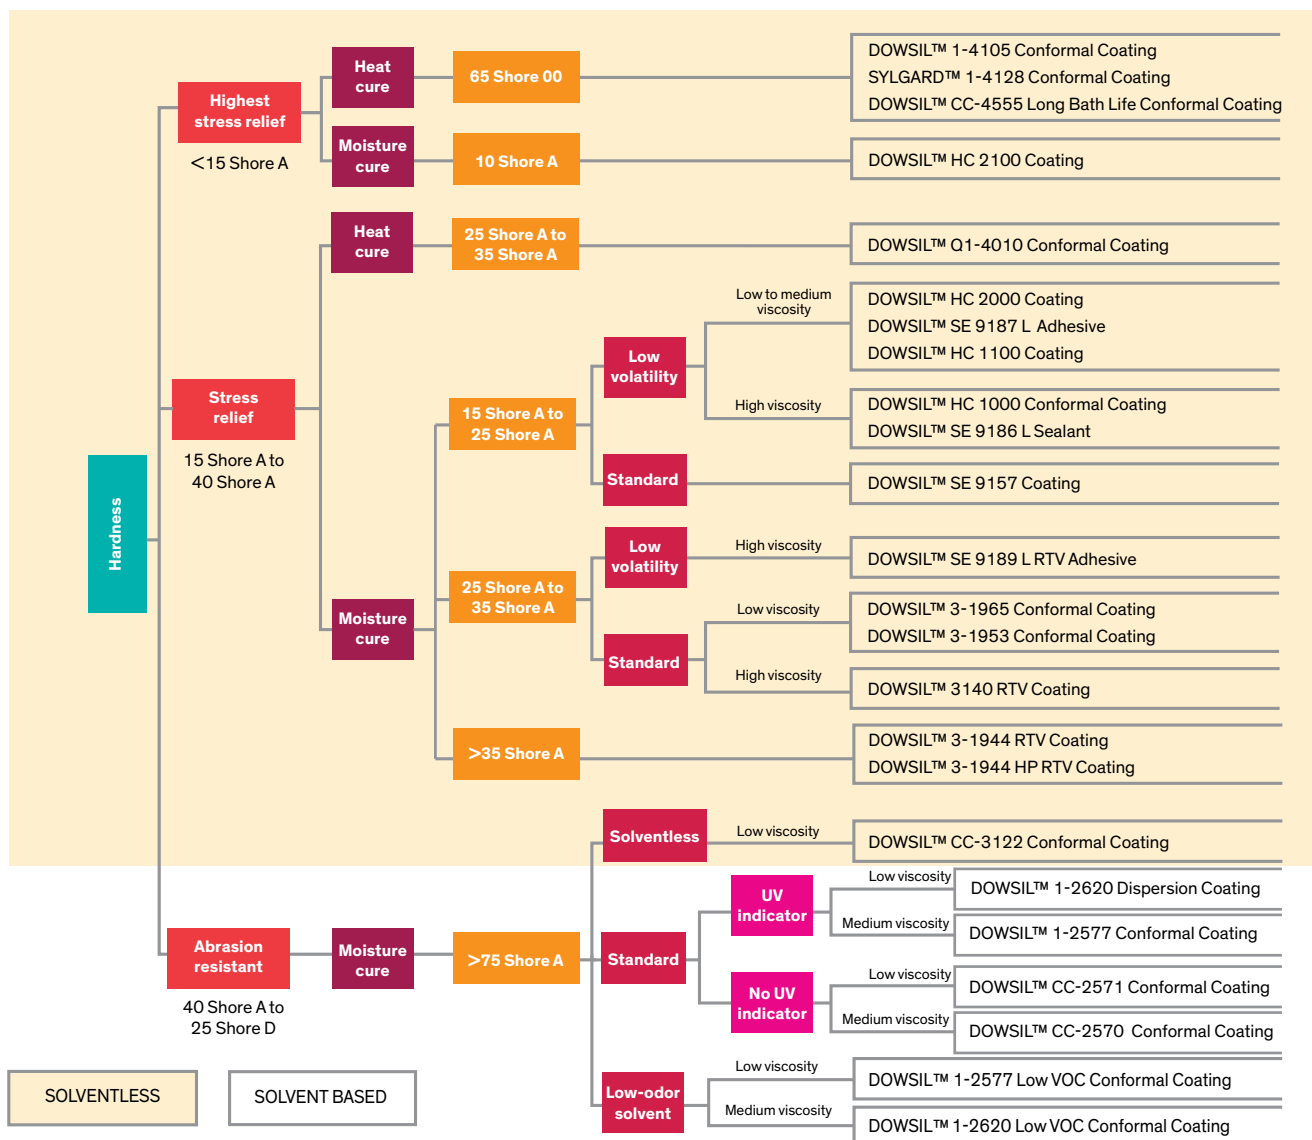 Hardness
Highest
stress relief
<15 Shore A
Heat
cure
65 Shore 00
DOWSIL™ 1-4105 Conformal Coating
SYLGARD™ 1-4128 Conformal Coating
DOWSIL™ CC-4555 Long Bath Life Conformal Coating
Moisture
cure
10 Shore A
DOWSIL™ HC 2100 Coating
Stress
relief
15 Shore A to
40 Shore A
Heat
cure
25 Shore A to
35 Shore A
DOWSIL™ Q1-4010 Conformal Coating
Moisture
cure
15 Shore A to
25 Shore A
Low
volatility
Low to medium
viscosity
DOWSIL™ HC 2000 Coating
DOWSIL™ SE 9187 L Adhesive
DOWSIL™ HC 1100 Coating
High viscosity
DOWSIL™ HC 1000 Conformal Coating
DOWSIL™ SE 9186 L Sealant
Standard
DOWSIL™ SE 9157 Coating
25 Shore A to
35 Shore A
Low
volatility
High viscosity
DOWSIL™ SE 9189 L RTV Adhesive
Standard
Low viscosity
DOWSIL™ 3-1965 Conformal Coating
DOWSIL™ 3-1953 Conformal Coating
High viscosity
DOWSIL™ 3140 RTV Coating
>35 Shore A
DOWSIL™ 3-1944 RTV Coating
DOWSIL™ 3-1944 HP RTV Coating
Abrasion
resistant
40 Shore A to
25 Shore D
Moisture
cure
>75 Shore A
Solventless
Low viscosity
DOWSIL™ CC-3122 Conformal Coating
Standard
UV
indicator
Low viscosity
DOWSIL™ 1-2620 Dispersion Coating
Medium viscosity
DOWSIL™ 1-2577 Conformal Coating
No UV
indicator
Low viscosity
DOWSIL™ CC-2571 Conformal Coating
Medium viscosity
DOWSIL™ CC-2570 Conformal Coating
Low-odor
solvent
Low viscosity
DOWSIL™ 1-2577 Low VOC Conformal Coating
Medium viscosity
DOWSIL™ 1-2620 Low VOC Conformal Coating
SOLVENTLESS
SOLVENT BASED